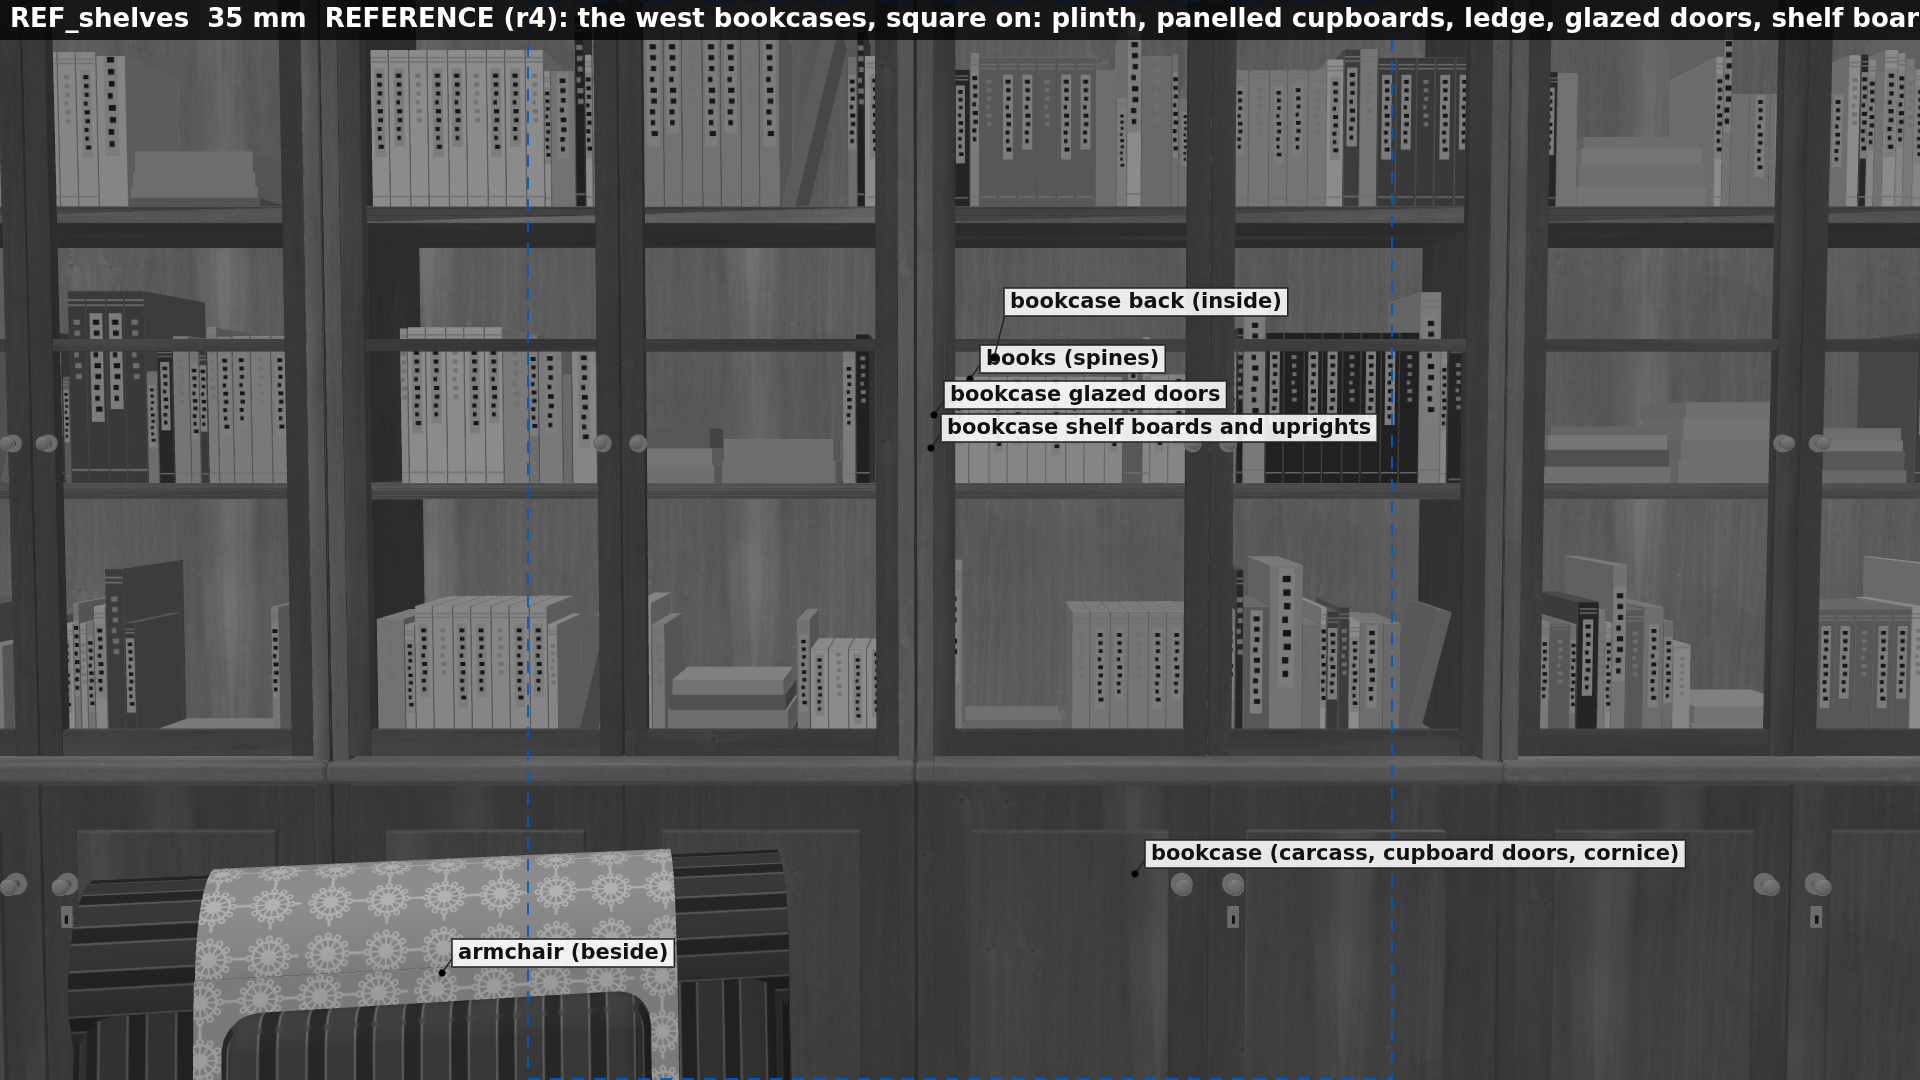 REF_shelves 35 mm REFERENCE (r4): the west bookcases, square on: plinth, panelled cupboards, ledge, glazed doors, shelf boar
bookcase back (inside)
books (spines)
bookcase glazed doors
bookcase shelf boards and uprights
bookcase (carcass, cupboard doors, cornice)
armchair (beside)